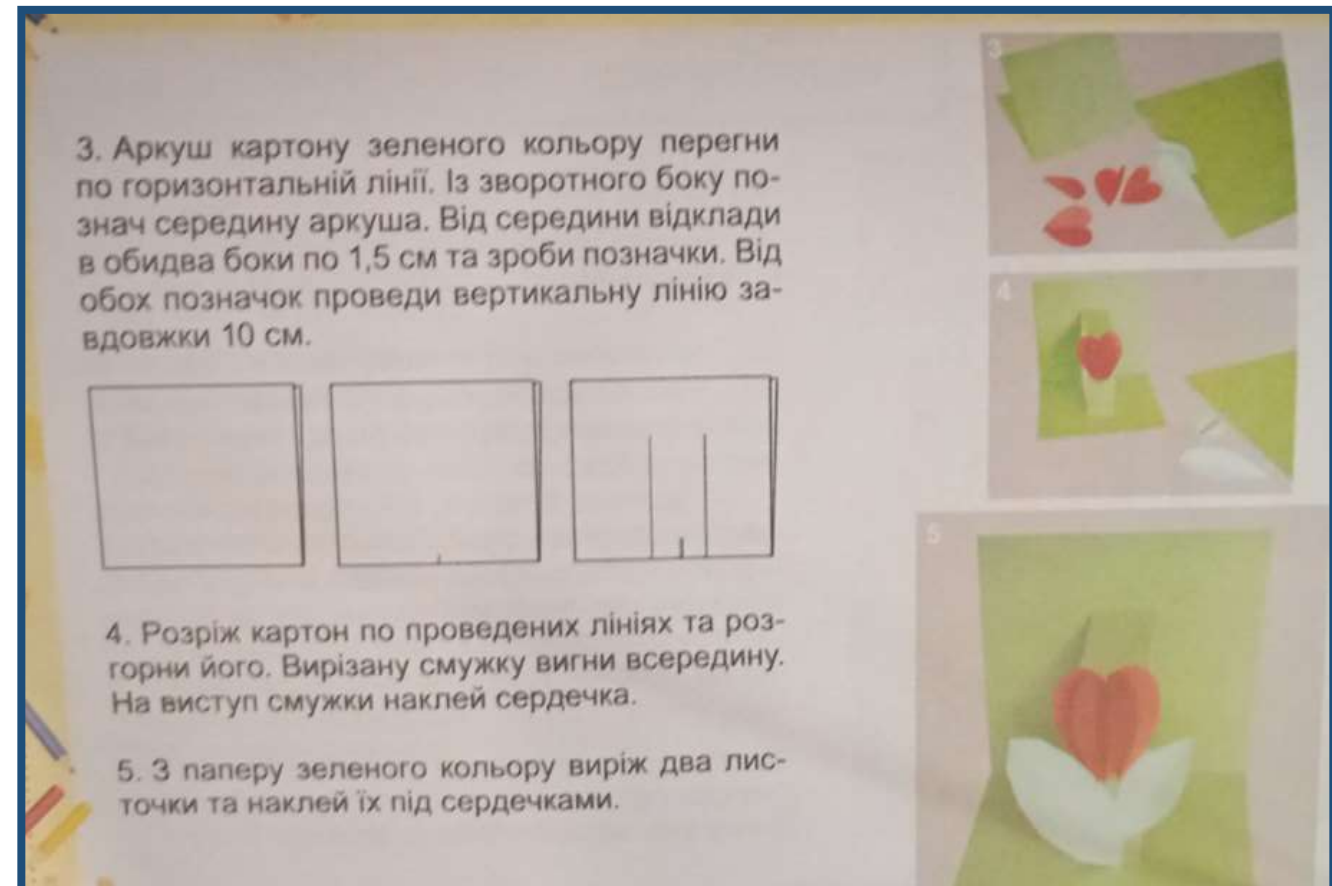 3. Аркуш картону зеленого кольору перегни
по горизонтальній лінії. Із зворотного боку по-
знач середину аркуша. Від середини відклади
в обидва боки по 1,5 см та зроби позначки. Від
обох позначок проведи вертикальну лінію за-
вдовжки 10 см.
4. Розріж картон по проведених лініях та роз-
горни його. Вирізану смужку вигни всередину.
На виступ смужки наклей сердечка.
5. З паперу зеленого кольору виріж два лис-
точки та наклей їх під сердечками.
3
4
5